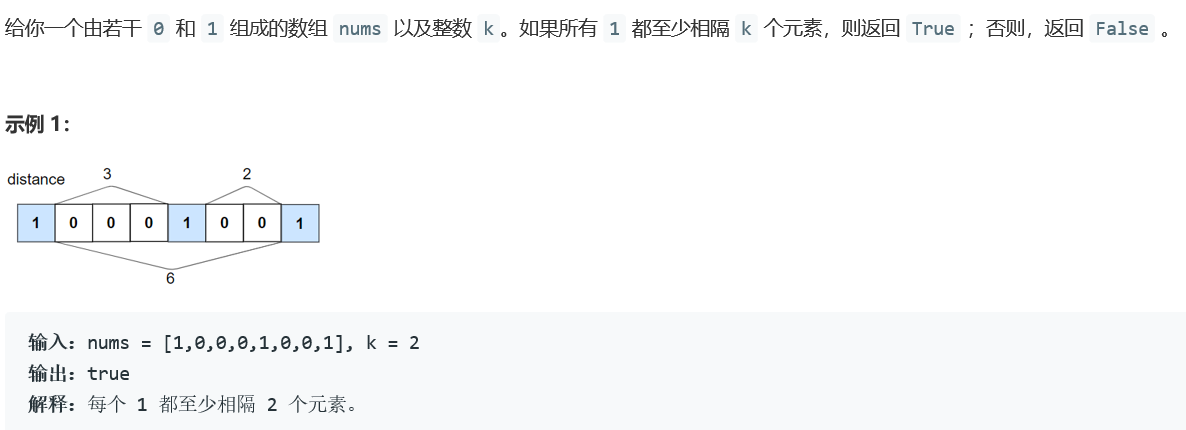 给你一个由若干 0 和 1 组成的数组 nums 以及整数 k。如果所有 1 都至少相隔 k 个元素，则返回 True ；否则，返回 False 。
示例 1：
distance 3 2
1 0 0 0 1 0 0 1
6
输入：nums = [1,0,0,0,1,0,0,1], k = 2
输出：true
解释：每个 1 都至少相隔 2 个元素。